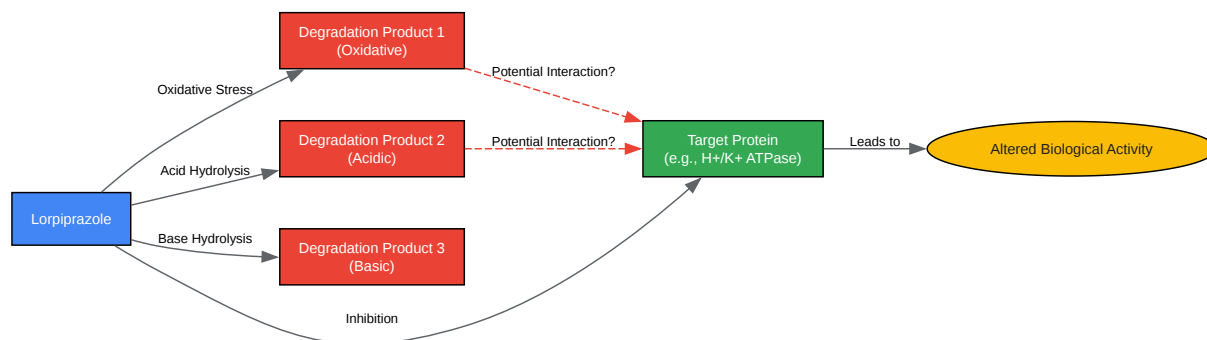 Degradation Product 1
(Oxidative)
Potential Interaction?
Oxidative Stress
Degradation Product 2
(Acidic)
Potential Interaction?
Target Protein
(e.g., H+/K+ ATPase)
Leads to
Altered Biological Activity
Acid Hydrolysis
Lorpiprazole
Base Hydrolysis
Degradation Product 3
(Basic)
Inhibition